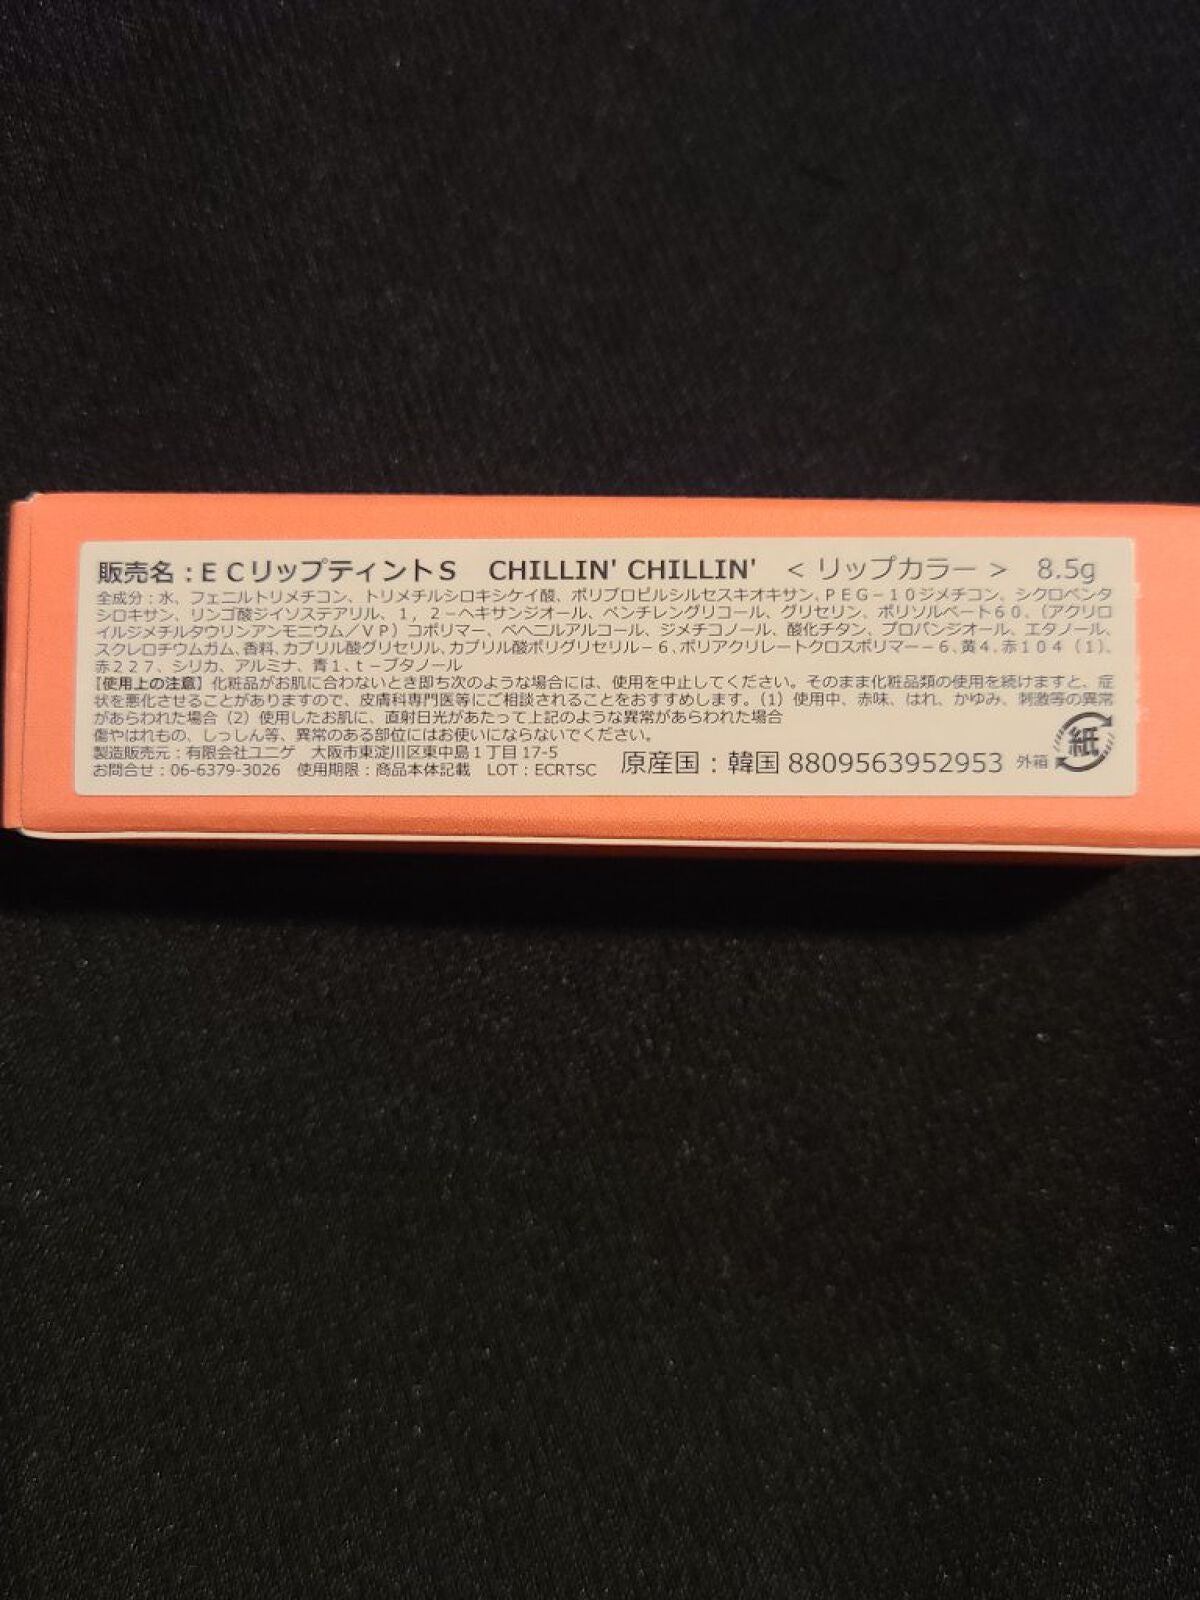 販売名：ＥＣリップティントＳ　CHILLIN' CHILLIN'　＜リップカラー＞　8.5g
全成分：水、フェニルトリメチコン、トリメチルシロキシケイ酸、ポリプロピルシルセスキオキサン、ＰＥＧ－１０ジメチコン、シクロペンタ
シロキサン、リンゴ酸ジイソステアリル、１，２－ヘキサンジオール、ペンチレングリコール、グリセリン、ポリソルベート６０、（アクリロ
イルジメチルタウリンアンモニウム／ＶＰ）コポリマー、ベヘニルアルコール、ジメチコノール、酸化チタン、プロパンジオール、エタノール、
スクレロチウムガム、香料、カプリル酸グリセリル、カプリル酸ポリグリセリル－６、ポリアクリレートクロスポリマー－６、黄４、赤１０４（１）、
赤２２７、シリカ、アルミナ、青１、ｔ－ブタノール
【使用上の注意】化粧品がお肌に合わないとき即ち次のような場合には、使用を中止してください。そのまま化粧品類の使用を続けますと、症
状を悪化させることがありますので、皮膚科専門医等にご相談されることをおすすめします。（1）使用中、赤味、はれ、かゆみ、刺激等の異常
があらわれた場合（2）使用したお肌に、直射日光があたって上記のような異常があらわれた場合
傷やはれもの、しっしん等、異常のある部位にはお使いにならないでください。
製造販売元：有限会社ユニゲ　大阪市東淀川区東中島１丁目17-5
お問合せ：06-6379-3026　使用期限：商品本体記載　LOT：ECRTSC　原産国：韓国 8809563952953　外箱 紙